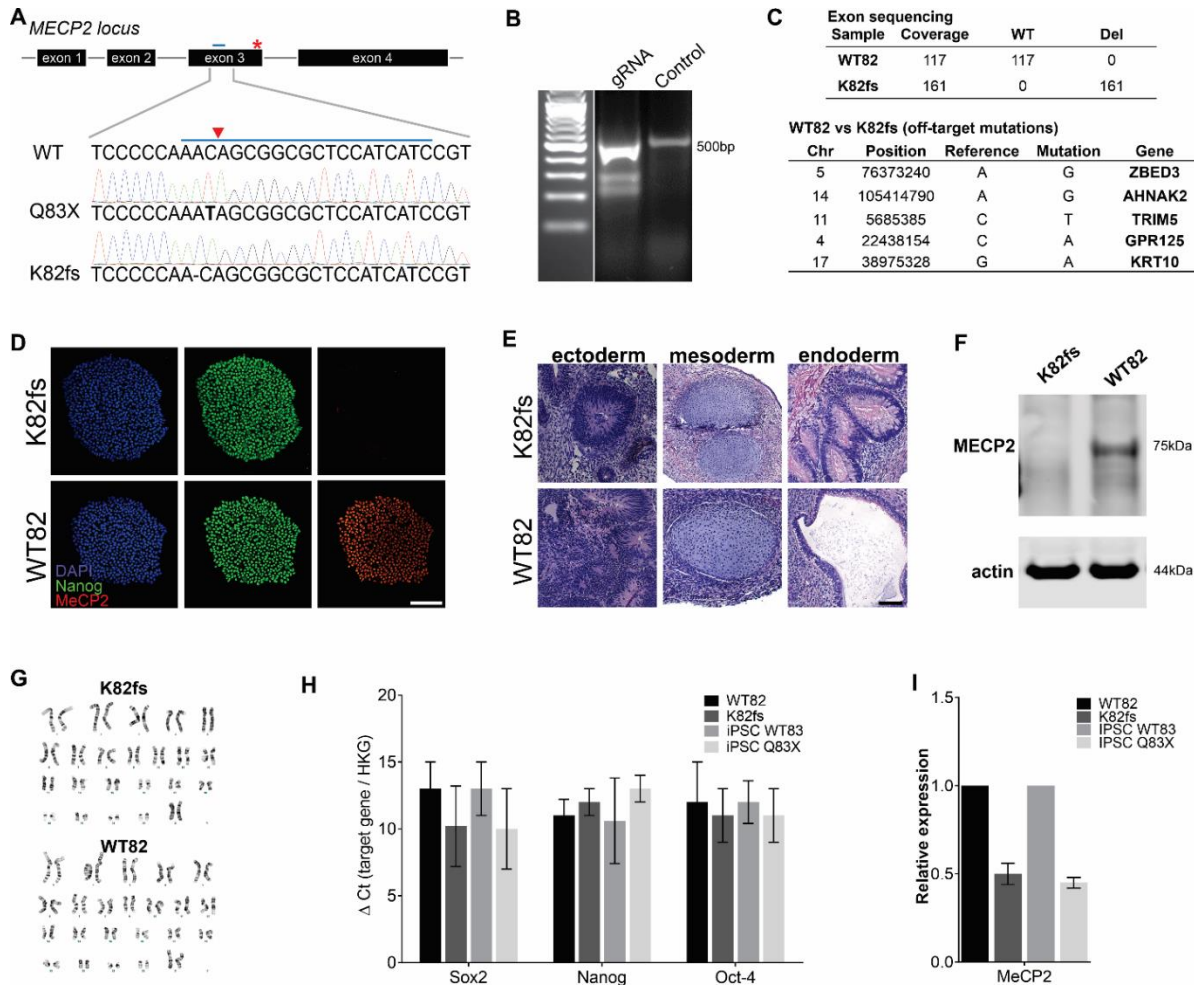 A
MECP2 locus
exon 1 exon 2 exon 3 * exon 4
WT TCCCCCAAACAGCGGCGCTCCATCATCCGT
Q83X TCCCCCAAATAGCGGCGCTCCATCATCCGT
K82fs TCCCCCAA-CAGCGGCGCTCCATCATCCGT
B
gRNA Control
500bp
C
Exon sequencing
Sample Coverage WT Del
WT82 117 117 0
K82fs 161 0 161
WT82 vs K82fs (off-target mutations)
Chr Position Reference Mutation Gene
5 76373240 A G ZBED3
14 105414790 A G AHNAK2
11 5685385 C T TRIM5
4 22438154 C A GPR125
17 38975328 G A KRT10
D
K82fs
WT82
DAPI
Nanog
MeCP2
E
ectoderm mesoderm endoderm
K82fs
WT82
F
K82fs WT82
MECP2 75kDa
actin 44kDa
G
K82fs
WT82
H
Δ Ct (target gene / HKG)
20
15
10
5
0
WT82
K82fs
iPSC WT83
iPSC Q83X
Sox2 Nanog Oct-4
I
Relative expression
1.5
1.0
0.5
0.0
WT82
K82fs
IPSC WT83
IPSC Q83X
MeCP2